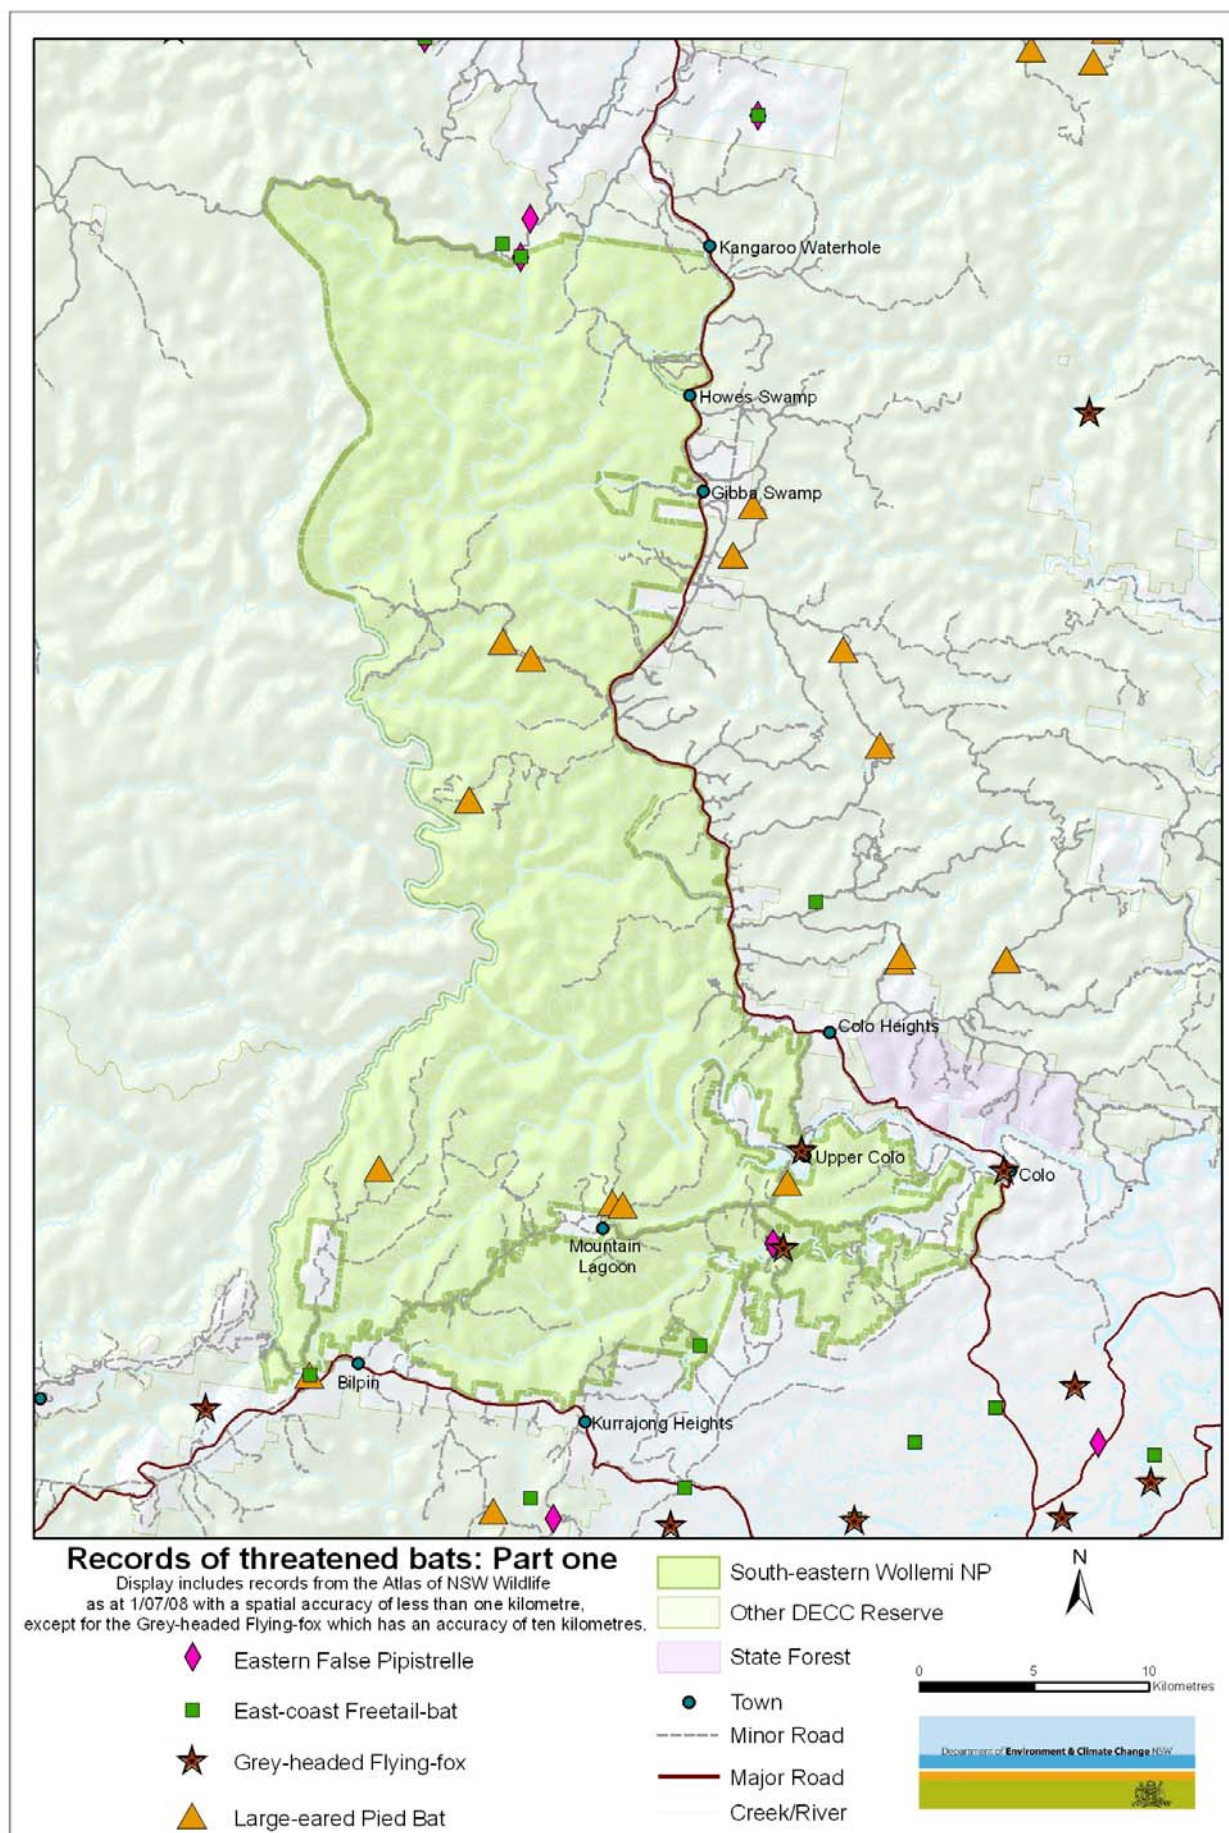 Kangaroo Waterhole
Howes Swamp
Gibba Swamp
Colo Heights
Upper Colo
Colo
Mountain
Lagoon
Bilpin
Kurrajong Heights
Records of threatened bats: Part one
Display includes records from the Atlas of NSW Wildlife
as at 1/07/08 with a spatial accuracy of less than one kilometre,
except for the Grey-headed Flying-fox which has an accuracy of ten kilometres.
Eastern False Pipistrelle
East-coast Freetail-bat
Grey-headed Flying-fox
Large-eared Pied Bat
South-eastern Wollemi NP
Other DECC Reserve
State Forest
Town
Minor Road
Major Road
Creek/River
N
0 5 10
Kilometres
Department of Environment & Climate Change NSW